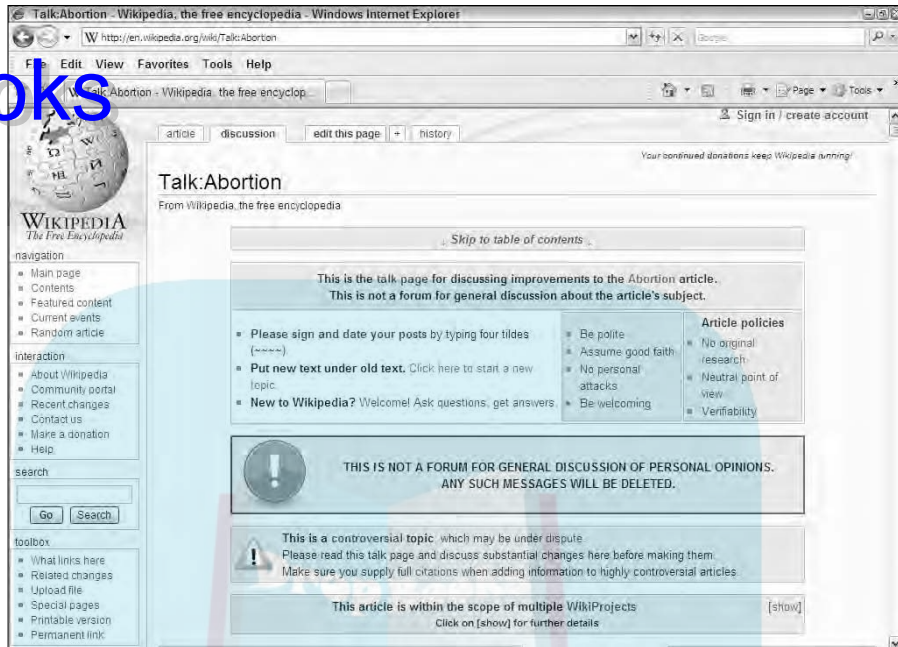 Talk:Abortion - Wikipedia, the free encyclopedia - Windows Internet Explorer
W http://en.wikipedia.org/wiki/Talk:Abortion
Google
File Edit View Favorites Tools Help
oks
W Talk:Abortion - Wikipedia, the free encyclop...
Page Tools
Sign in / create account
article discussion edit this page + history
Your continued donations keep Wikipedia running!
Talk:Abortion
From Wikipedia, the free encyclopedia
WIKIPEDIA
The Free Encyclopedia
navigation
Main page
Contents
Featured content
Current events
Random article
interaction
About Wikipedia
Community portal
Recent changes
Contact us
Make a donation
Help
search
Go Search
toolbox
What links here
Related changes
Upload file
Special pages
Printable version
Permanent link
Skip to table of contents
This is the talk page for discussing improvements to the Abortion article.
This is not a forum for general discussion about the article's subject.
Please sign and date your posts by typing four tildes
(~~~~)
Put new text under old text. Click here to start a new
topic.
New to Wikipedia? Welcome! Ask questions, get answers.
Be polite
Assume good faith
No personal
attacks
Be welcoming
Article policies
No original
research
Neutral point of
view
Verifiability
THIS IS NOT A FORUM FOR GENERAL DISCUSSION OF PERSONAL OPINIONS.
ANY SUCH MESSAGES WILL BE DELETED.
This is a controversial topic, which may be under dispute.
Please read this talk page and discuss substantial changes here before making them.
Make sure you supply full citations when adding information to highly controversial articles.
This article is within the scope of multiple WikiProjects [show]
Click on [show] for further details